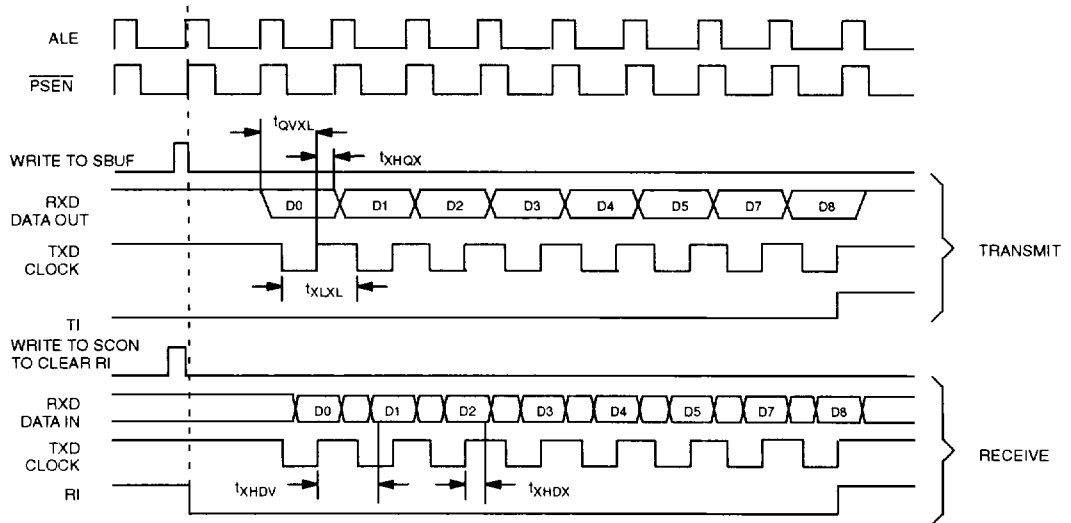 ALE
PSEN
tQVXL
WRITE TO SBUF
tXHQX
RXD
DATA OUT
D0 D1 D2 D3 D4 D5 D7 D8
TXD
CLOCK
TRANSMIT
tXLXL
TI
WRITE TO SCON
TO CLEAR RI
RXD
DATA IN
D0 D1 D2 D3 D4 D5 D7 D8
TXD
CLOCK
RECEIVE
tXHDV
tXHDX
RI